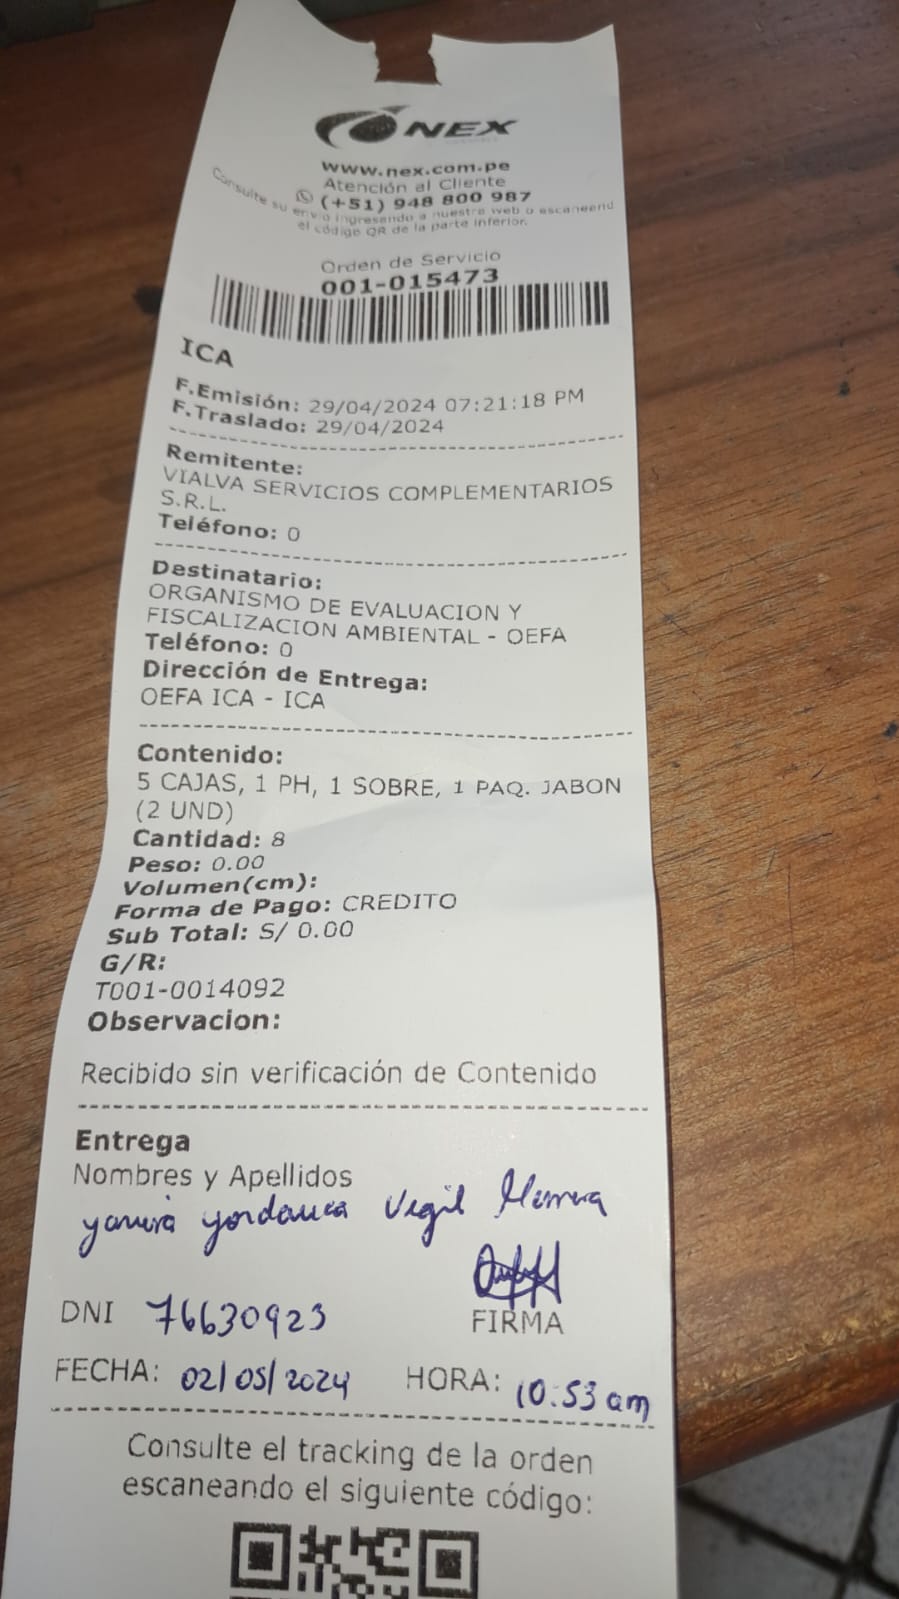 NEX
www.nex.com.pe
Atención al Cliente
(+51) 948 800 987
Consulte su envío ingresando a nuestra web o escaneand
el código QR de la parte inferior.
Orden de Servicio
001-015473
ICA
F.Emisión: 29/04/2024 07:21:18 PM
F.Traslado: 29/04/2024
Remitente:
VIALVA SERVICIOS COMPLEMENTARIOS
S.R.L.
Teléfono: 0
Destinatario:
ORGANISMO DE EVALUACION Y
FISCALIZACION AMBIENTAL - OEFA
Teléfono: 0
Dirección de Entrega:
OEFA ICA - ICA
Contenido:
5 CAJAS, 1 PH, 1 SOBRE, 1 PAQ. JABON
(2 UND)
Cantidad: 8
Peso: 0.00
Volumen(cm):
Forma de Pago: CREDITO
Sub Total: S/ 0.00
G/R:
T001-0014092
Observacion:
Recibido sin verificación de Contenido
Entrega
Nombres y Apellidos
Vegil
FIRMA
DNI 76630923
FECHA: 02/05/2024 HORA: 10:53 am
Consulte el tracking de la orden
escaneando el siguiente código: